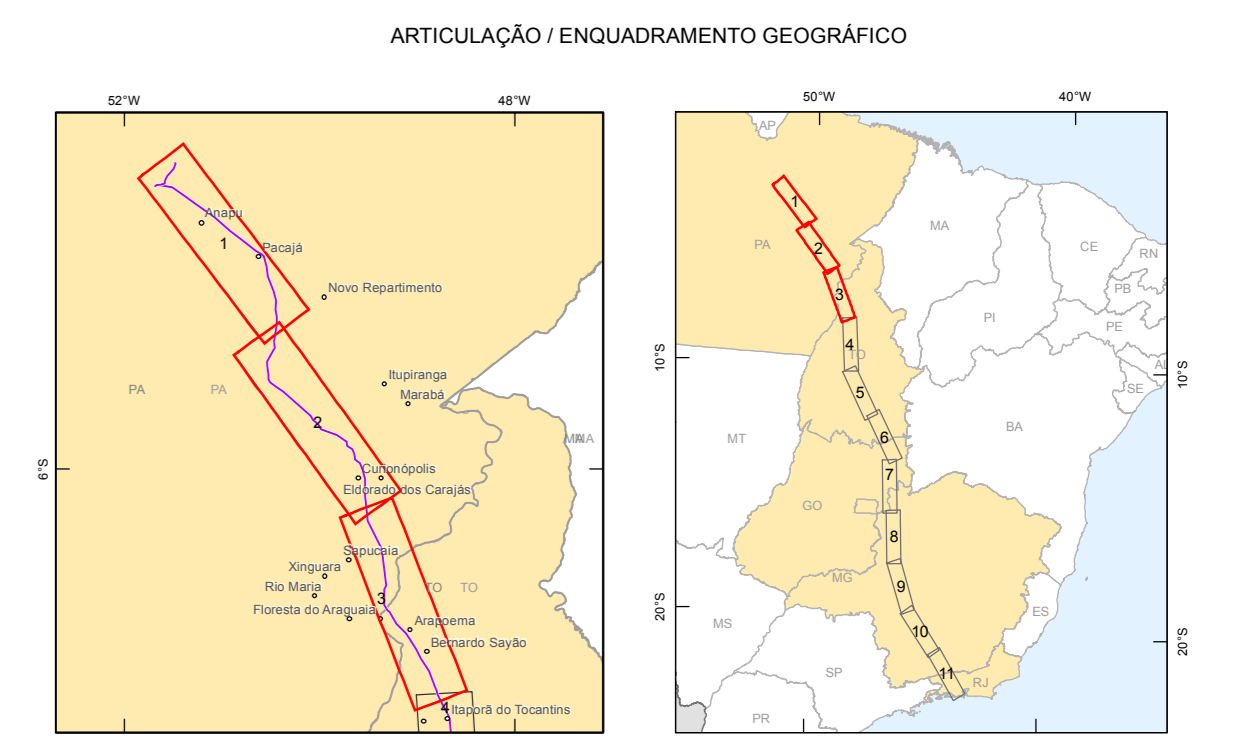 ARTICULAÇÃO / ENQUADRAMENTO GEOGRÁFICO
52°W
48°W
6°S
Anapu
1
Pacajá
Novo Repartimento
Itupiranga
Marabá
PA
PA
2
MA
MA
Curionópolis
Eldorado dos Carajás
Sapucaia
Xinguara
Rio Maria
TO
TO
3
Floresta do Araguaia
Arapoema
Bernardo Sayão
4
Itaporã do Tocantins
50°W
40°W
10°S
20°S
10°S
20°S
AP
1
PA
2
MA
CE
RN
3
PB
PI
PE
4
TO
AL
SE
5
BA
6
MT
7
GO
8
MG
9
ES
MS
10
SP
11
RJ
PR